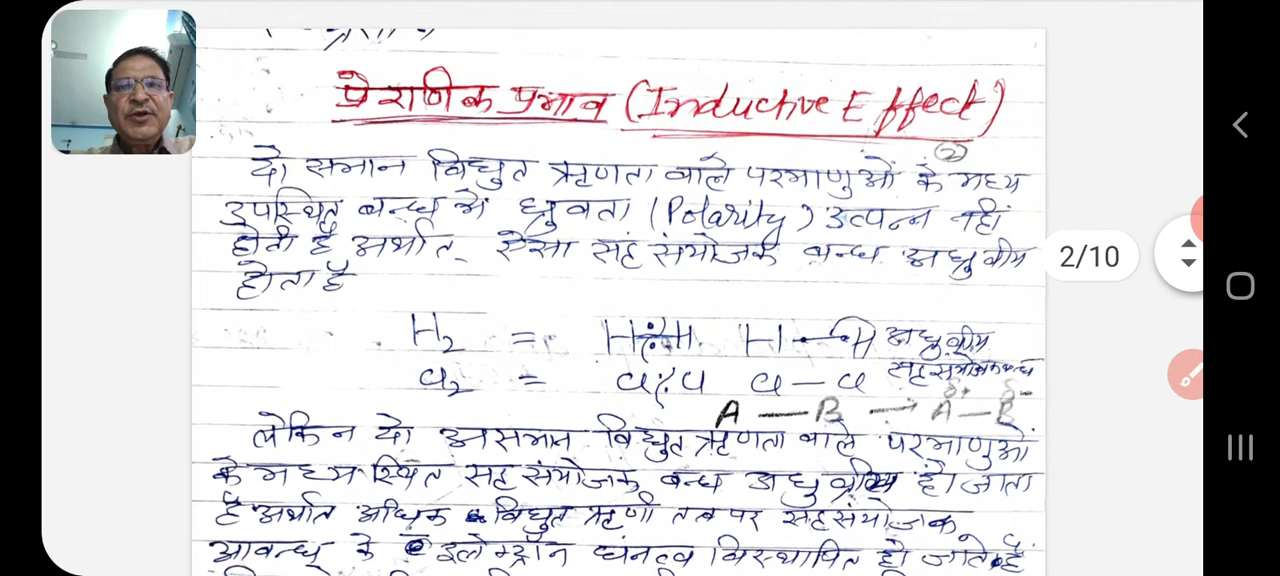 प्रेराणिक प्रभाव (Inductive Effect)
②
दो समान विद्युत ऋणता वाले परमाणुओं के मध्य
उपस्थित बन्ध में ध्रुवता (Polarity) उत्पन्न नहीं
होती है अर्थात- ऐसा सह संयोजक बन्ध अध्रुवीय
होता है
2/10
H2 = H:H H—H अध्रुवीय
Cl2 = Cl:Cl Cl—Cl सहसंयोजक बन्ध
A — B → A — B
δ+ δ-
लेकिन दो असमान विद्युत ऋणता वाले परमाणुओं
के मध्य स्थित सह संयोजक बन्ध अध्रुवीय हो जाता
है अर्थात अधिक विद्युत ऋणी तत्व पर सहसंयोजक
आबन्ध के इलेक्ट्रॉन घनत्व विस्थापित हो जाते है